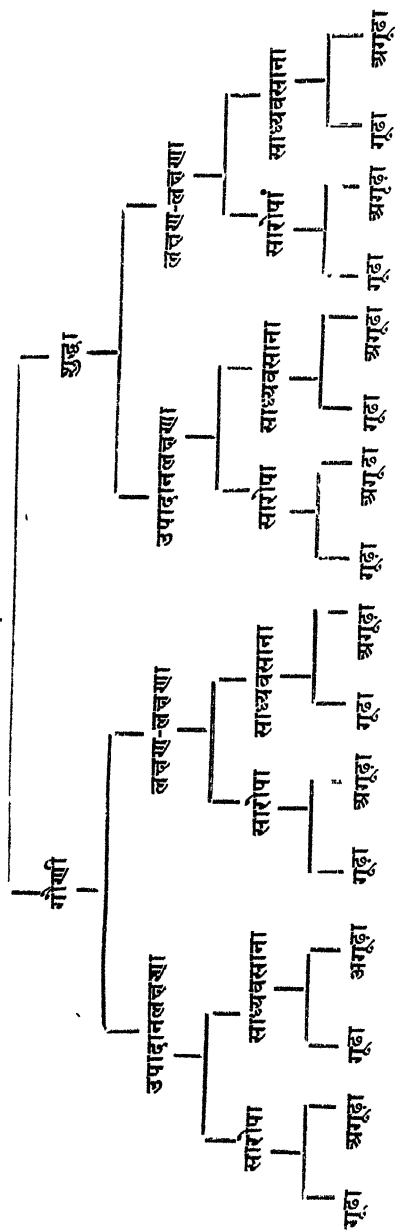 गौणी शुद्धा
उपादानलक्षणा लक्षण-लक्षणा उपादानलक्षणा लक्षण-लक्षणा
सारोपा साध्यवसाना सारोपा साध्यवसाना सारोपा साध्यवसाना सारोपां साध्यवसाना
गूढा अगूढ़ा गूढा अगूढ़ा गूढ़ा अगूढ़ा गूढा अगूढ़ा गूढ़ा अगूढा गूढा अगूढ़ा गूढा अगूढ़ा गूढा अगूढ़ा